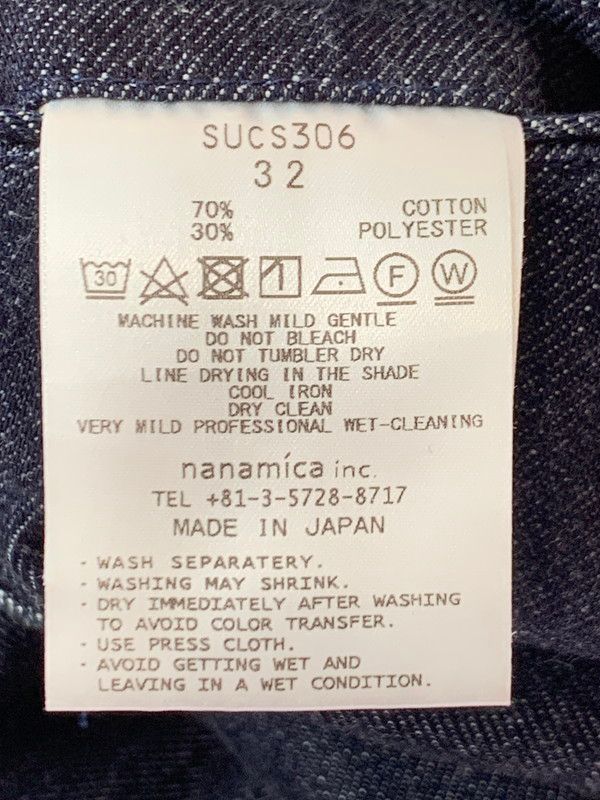 SUCS306
32
70% COTTON
30% POLYESTER
30 F W
MACHINE WASH MILD GENTLE
DO NOT BLEACH
DO NOT TUMBLER DRY
LINE DRYING IN THE SHADE
COOL IRON
DRY CLEAN
VERY MILD PROFESSIONAL WET-CLEANING
nanamíca inc.
TEL +81-3-5728-8717
MADE IN JAPAN
- WASH SEPARATERY.
- WASHING MAY SHRINK.
- DRY IMMEDIATELY AFTER WASHING
TO AVOID COLOR TRANSFER.
- USE PRESS CLOTH.
- AVOID GETTING WET AND
LEAVING IN A WET CONDITION.